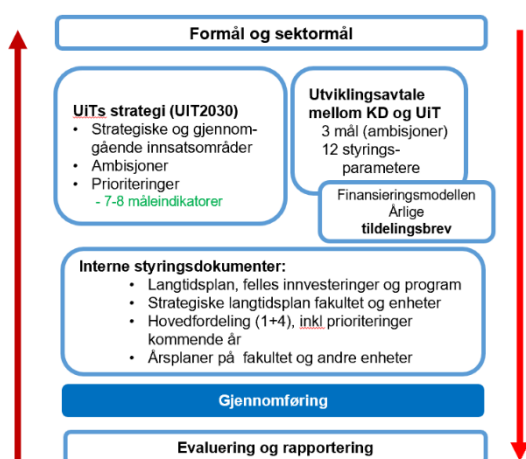 Formål og sektormål
UiTs strategi (UIT2030)
• Strategiske og gjennom-
gående innsatsområder
• Ambisjoner
• Prioriteringer
- 7-8 måleindikatorer
Utviklingsavtale
mellom KD og UiT
3 mål (ambisjoner)
12 styrings-
parametere
Finansieringsmodellen
Årlige
tildelingsbrev
Interne styringsdokumenter:
• Langtidsplan, felles innvesteringer og program
• Strategiske langtidsplan fakultet og enheter
• Hovedfordeling (1+4), inkl prioriteringer
kommende år
• Årsplaner på fakultet og andre enheter
Gjennomføring
Evaluering og rapportering